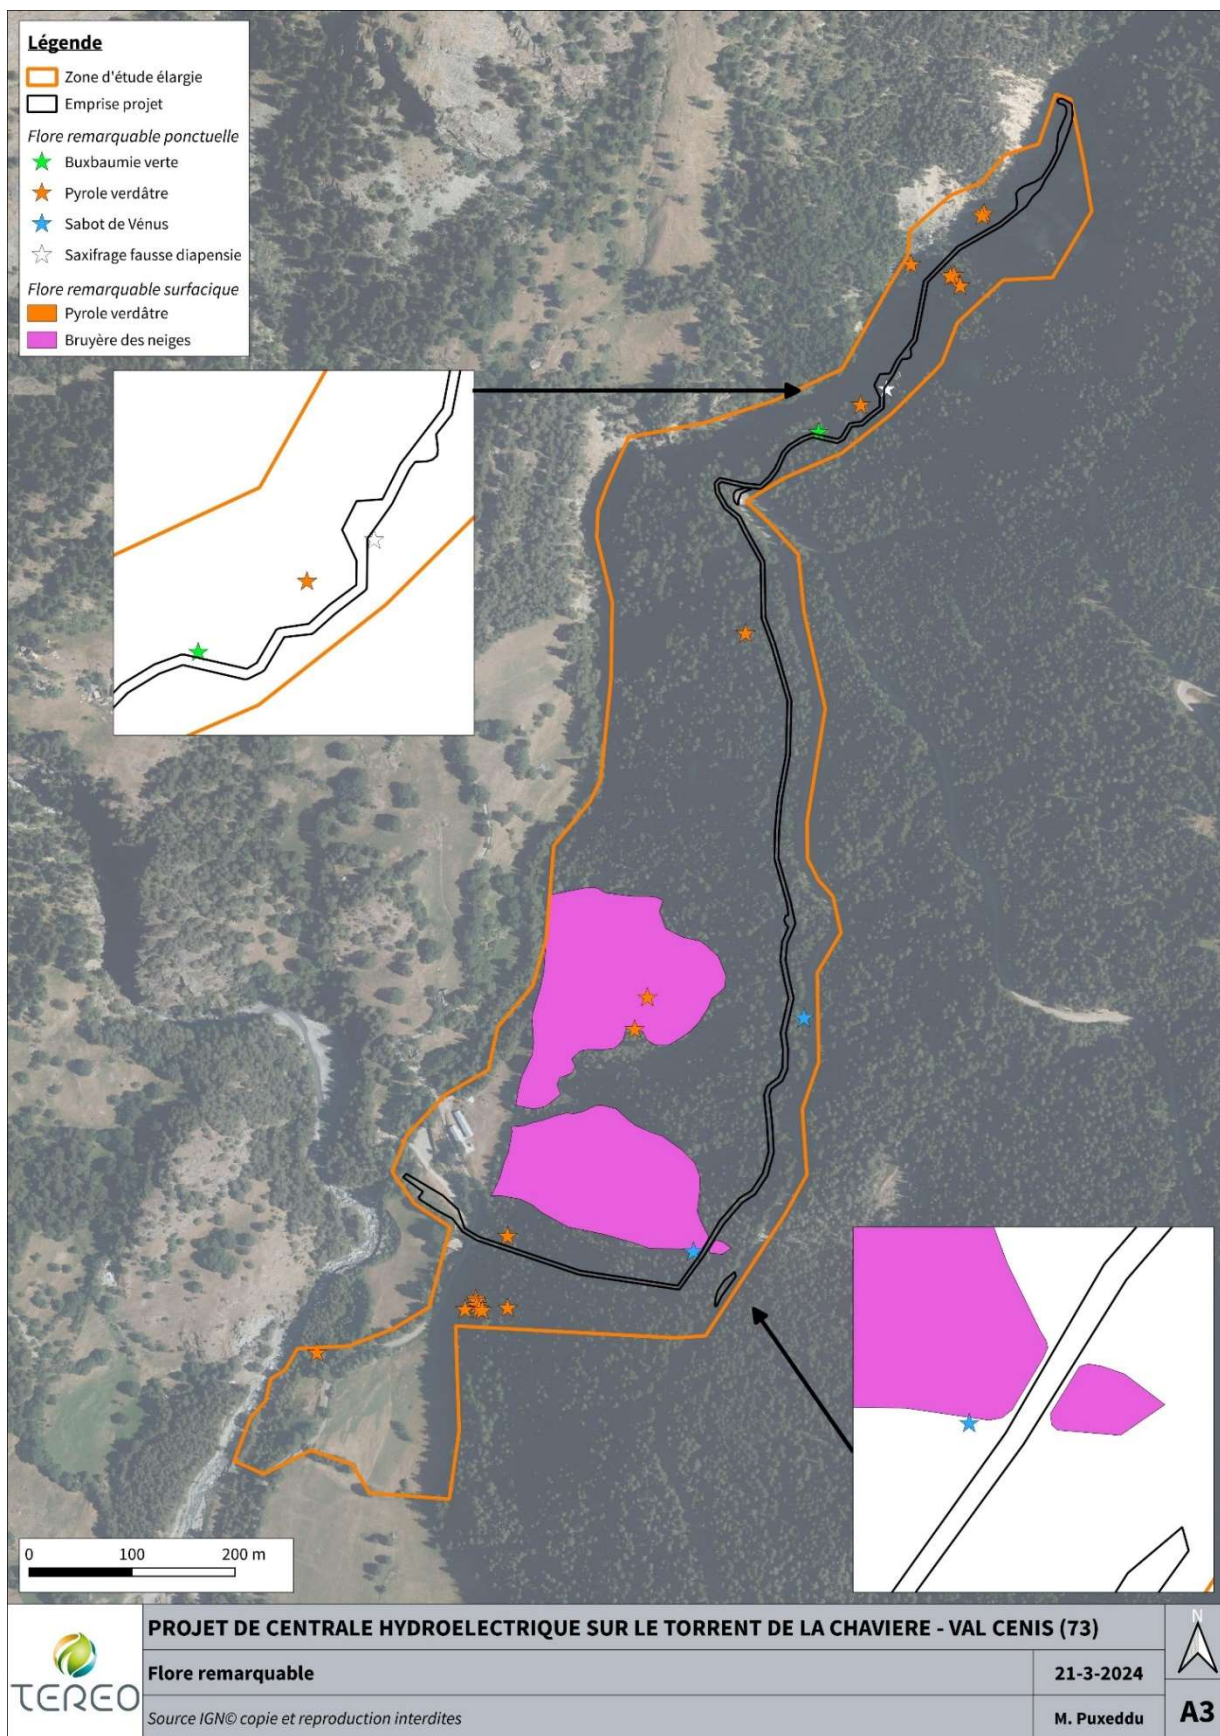 Légende
Zone d'étude élargie
Emprise projet
Flore remarquable ponctuelle
Buxbaumie verte
Pyrole verdâtre
Sabot de Vénus
Saxifrage fausse diapensie
Flore remarquable surfacique
Pyrole verdâtre
Bruyère des neiges
0 100 200 m
TEREO
PROJET DE CENTRALE HYDROELECTRIQUE SUR LE TORRENT DE LA CHAVIERE - VAL CENIS (73)
Flore remarquable
21-3-2024
Source IGN© copie et reproduction interdites
M. Puxeddu
N
A3